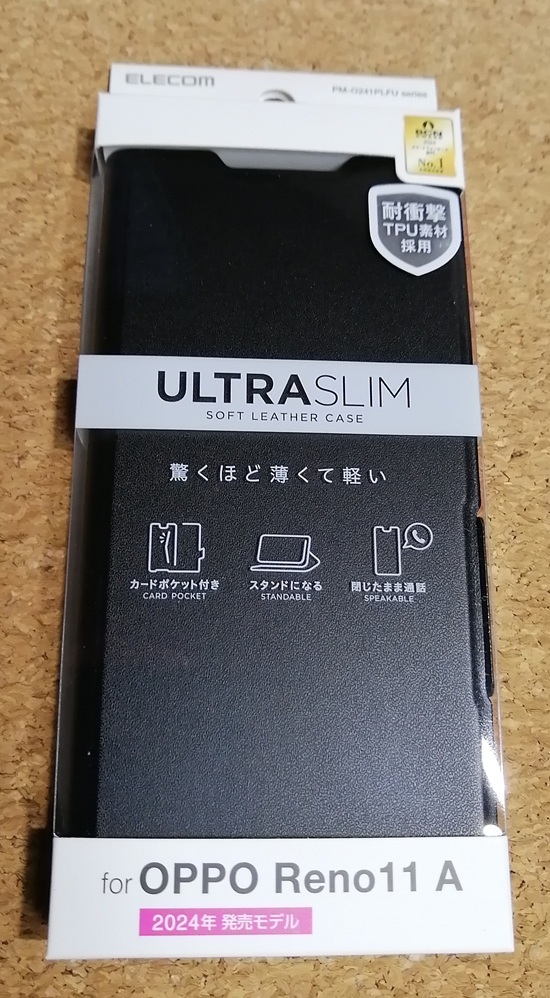 ELECOM
PM-O241PLFU series
BCN
No.1
耐衝撃
TPU素材
採用
ULTRASLIM
SOFT LEATHER CASE
驚くほど薄くて軽い
カードポケット付き
CARD POCKET
スタンドになる
STANDABLE
閉じたまま通話
SPEAKABLE
for OPPO Reno11 A
2024年 発売モデル